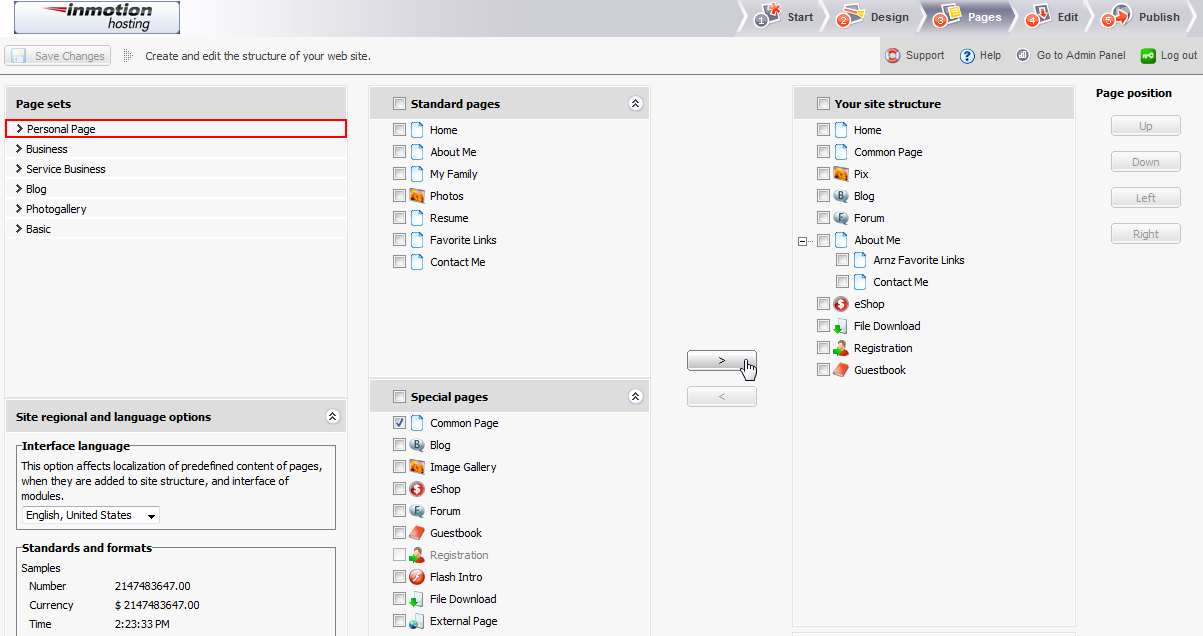 inmotion
hosting
1 Start
2 Design
3 Pages
4 Edit
5 Publish
Save Changes
Create and edit the structure of your web site.
Support
? Help
Go to Admin Panel
Log out
Page sets
Personal Page
Business
Service Business
Blog
Photogallery
Basic
Site regional and language options
Interface language
This option affects localization of predefined content of pages,
when they are added to site structure, and interface of
modules.
English, United States
Standards and formats
Samples
Number 2147483647.00
Currency $ 2147483647.00
Time 2:23:33 PM
Standard pages
Home
About Me
My Family
Photos
Resume
Favorite Links
Contact Me
Special pages
Common Page
B Blog
Image Gallery
$ eShop
F Forum
Guestbook
Registration
Flash Intro
File Download
External Page
>
<
Your site structure
Home
Common Page
Pix
B Blog
F Forum
About Me
Arnz Favorite Links
Contact Me
$ eShop
File Download
Registration
Guestbook
Page position
Up
Down
Left
Right